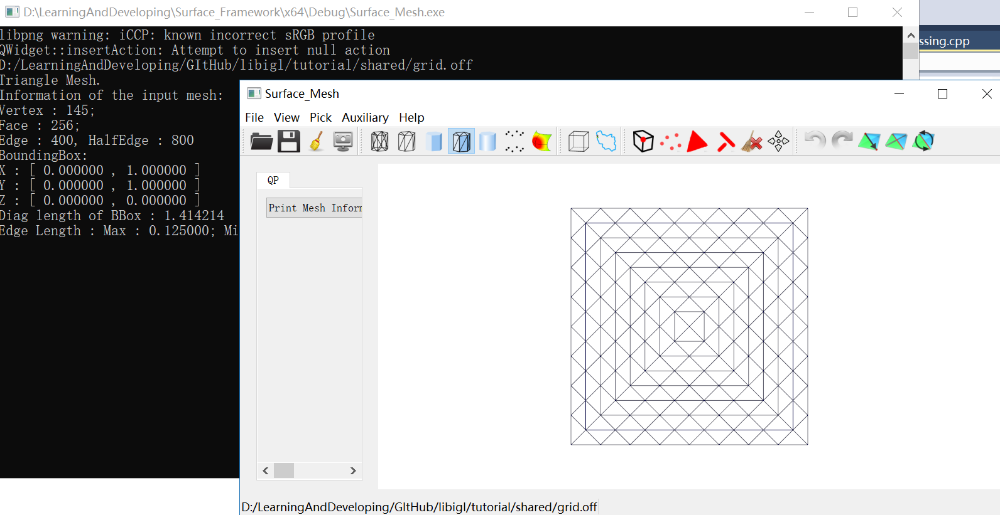 D:\LearningAndDeveloping\Surface_Framework\x64\Debug\Surface_Mesh.exe
libpng warning: iCCP: known incorrect sRGB profile
QWidget::insertAction: Attempt to insert null action
D:/LearningAndDeveloping/GItHub/libigl/tutorial/shared/grid.off
Triangle Mesh.
Information of the input mesh:
Vertex : 145;
Face : 256;
Edge : 400, HalfEdge : 800
BoundingBox:
X : [ 0.000000 , 1.000000 ]
Y : [ 0.000000 , 1.000000 ]
Z : [ 0.000000 , 0.000000 ]
Diag length of BBox : 1.414214
Edge Length : Max : 0.125000; Mi
ssing.cpp
Surface_Mesh
File View Pick Auxiliary Help
QP
Print Mesh Inform
D:/LearningAndDeveloping/GItHub/libigl/tutorial/shared/grid.off